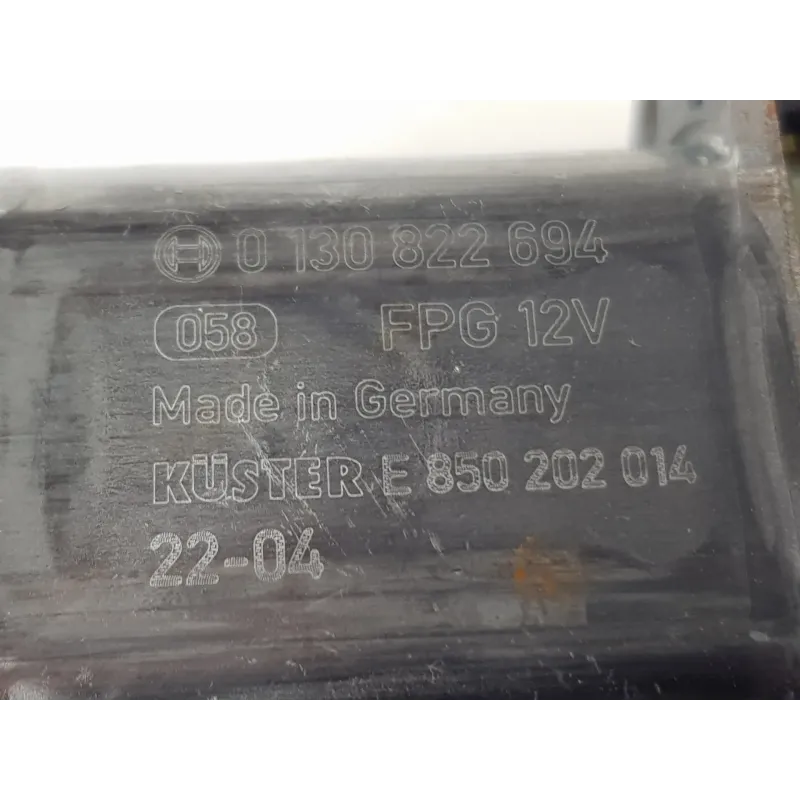 0 130 822 694
058 FPG 12V
Made in Germany
KÜSTER E 850 202 014
22-04